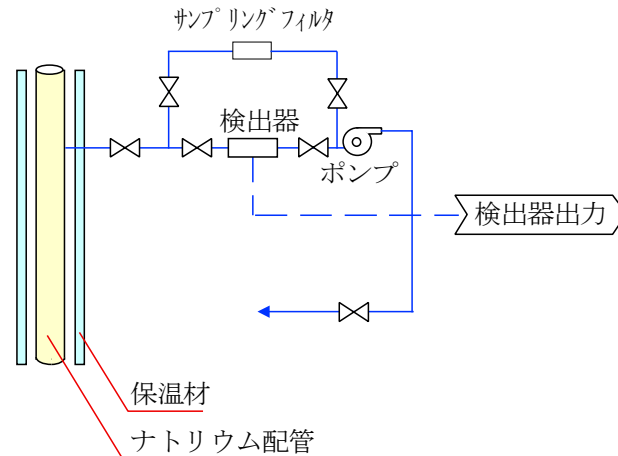 サンプリングフィルタ
検出器
ポンプ
検出器出力
保温材
ナトリウム配管